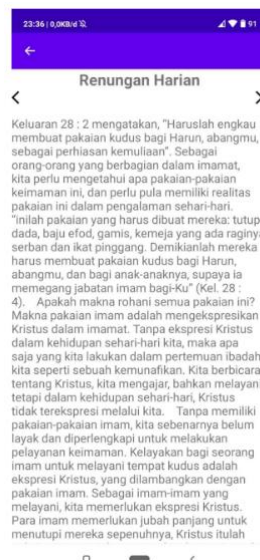 23:36 | 0,0KB/d
91
Renungan Harian
Keluaran 28 : 2 mengatakan, "Haruslah engkau
membuat pakaian kudus bagi Harun, abangmu,
sebagai perhiasan kemuliaan". Sebagai
orang-orang yang berbagian dalam imamat,
kita perlu mengetahui apa pakaian-pakaian
keimaman ini, dan perlu pula memiliki realitas
pakaian ini dalam pengalaman sehari-hari.
"inilah pakaian yang harus dibuat mereka: tutup
dada, baju efod, gamis, kemeja yang ada raginya
serban dan ikat pinggang. Demikianlah mereka
harus membuat pakaian kudus bagi Harun,
abangmu, dan bagi anak-anaknya, supaya ia
memegang jabatan imam bagi-Ku" (Kel. 28 :
4). Apakah makna rohani semua pakaian ini?
Makna pakaian imam adalah mengekspresikan
Kristus dalam imamat. Tanpa ekspresi Kristus
dalam kehidupan sehari-hari kita, maka apa
saja yang kita lakukan dalam pertemuan ibadah
kita seperti sebuah kemunafikan. Kita berbicara
tentang Kristus, kita mengajar, bahkan melayani
tetapi dalam kehidupan sehari-hari, Kristus
tidak terekspresi melalui kita. Tanpa memiliki
pakaian-pakaian imam, kita sebenarnya belum
layak dan diperlengkapi untuk melakukan
pelayanan keimaman. Kelayakan bagi seorang
imam untuk melayani tempat kudus adalah
ekspresi Kristus, yang dilambangkan dengan
pakaian imam. Sebagai imam-imam yang
melayani, kita memerlukan ekspresi Kristus.
Para imam memerlukan jubah panjang untuk
menutupi mereka sepenuhnya, Kristus itulah